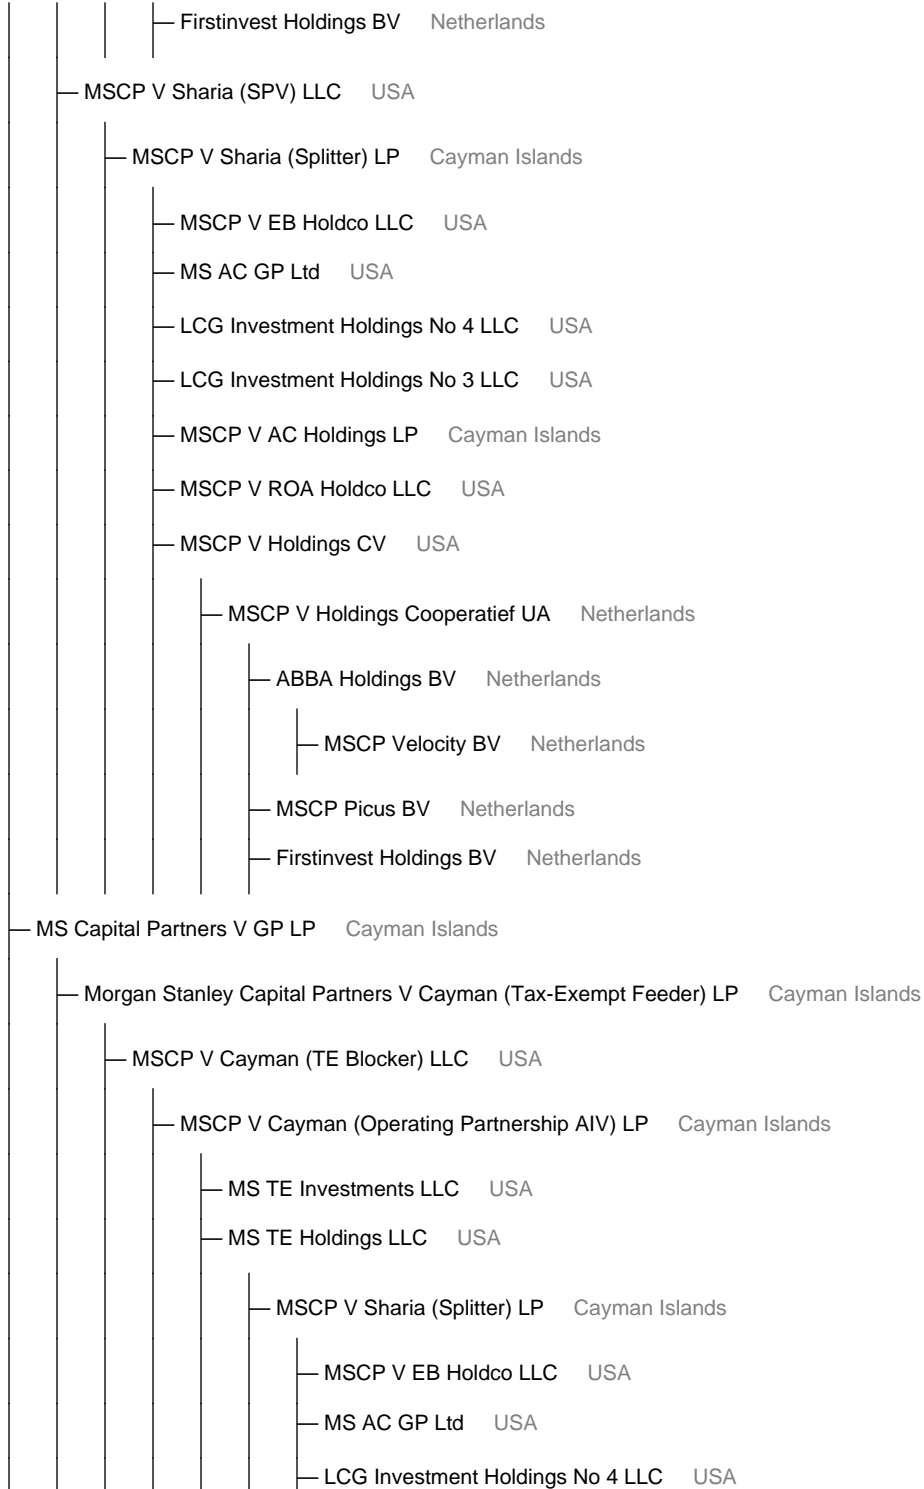 Firstinvest Holdings BV Netherlands
MSCP V Sharia (SPV) LLC USA
MSCP V Sharia (Splitter) LP Cayman Islands
MSCP V EB Holdco LLC USA
MS AC GP Ltd USA
LCG Investment Holdings No 4 LLC USA
LCG Investment Holdings No 3 LLC USA
MSCP V AC Holdings LP Cayman Islands
MSCP V ROA Holdco LLC USA
MSCP V Holdings CV USA
MSCP V Holdings Cooperatief UA Netherlands
ABBA Holdings BV Netherlands
MSCP Velocity BV Netherlands
MSCP Picus BV Netherlands
Firstinvest Holdings BV Netherlands
MS Capital Partners V GP LP Cayman Islands
Morgan Stanley Capital Partners V Cayman (Tax-Exempt Feeder) LP Cayman Islands
MSCP V Cayman (TE Blocker) LLC USA
MSCP V Cayman (Operating Partnership AIV) LP Cayman Islands
MS TE Investments LLC USA
MS TE Holdings LLC USA
MSCP V Sharia (Splitter) LP Cayman Islands
MSCP V EB Holdco LLC USA
MS AC GP Ltd USA
LCG Investment Holdings No 4 LLC USA